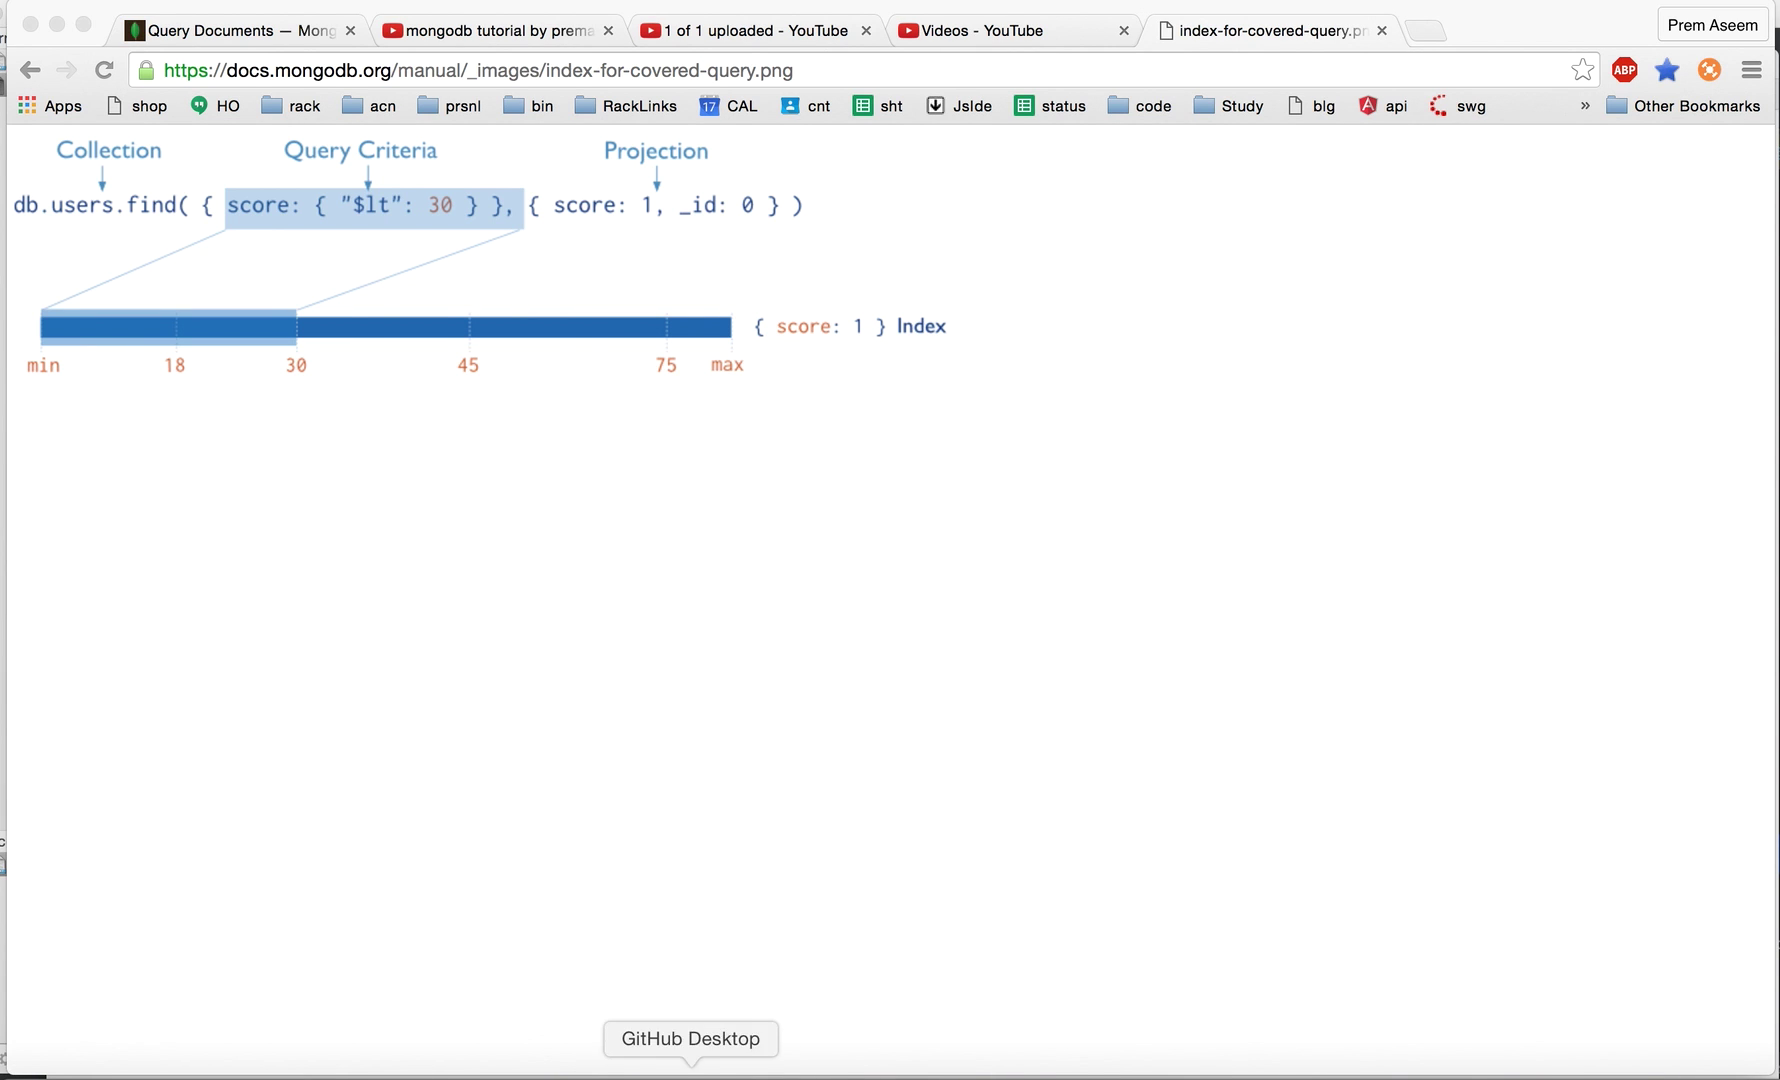 Query Documents — Mong
mongodb tutorial by prema
1 of 1 uploaded - YouTube
Videos - YouTube
index-for-covered-query.pn
Prem Aseem
https://docs.mongodb.org/manual/_images/index-for-covered-query.png
ABP
Apps shop HO rack acn prsnl bin RackLinks 17 CAL cnt sht JsIde status code Study blg api swg » Other Bookmarks
Collection Query Criteria Projection
db.users.find( { score: { "$lt": 30 } }, { score: 1, _id: 0 } )
{ score: 1 } Index
min 18 30 45 75 max
GitHub Desktop